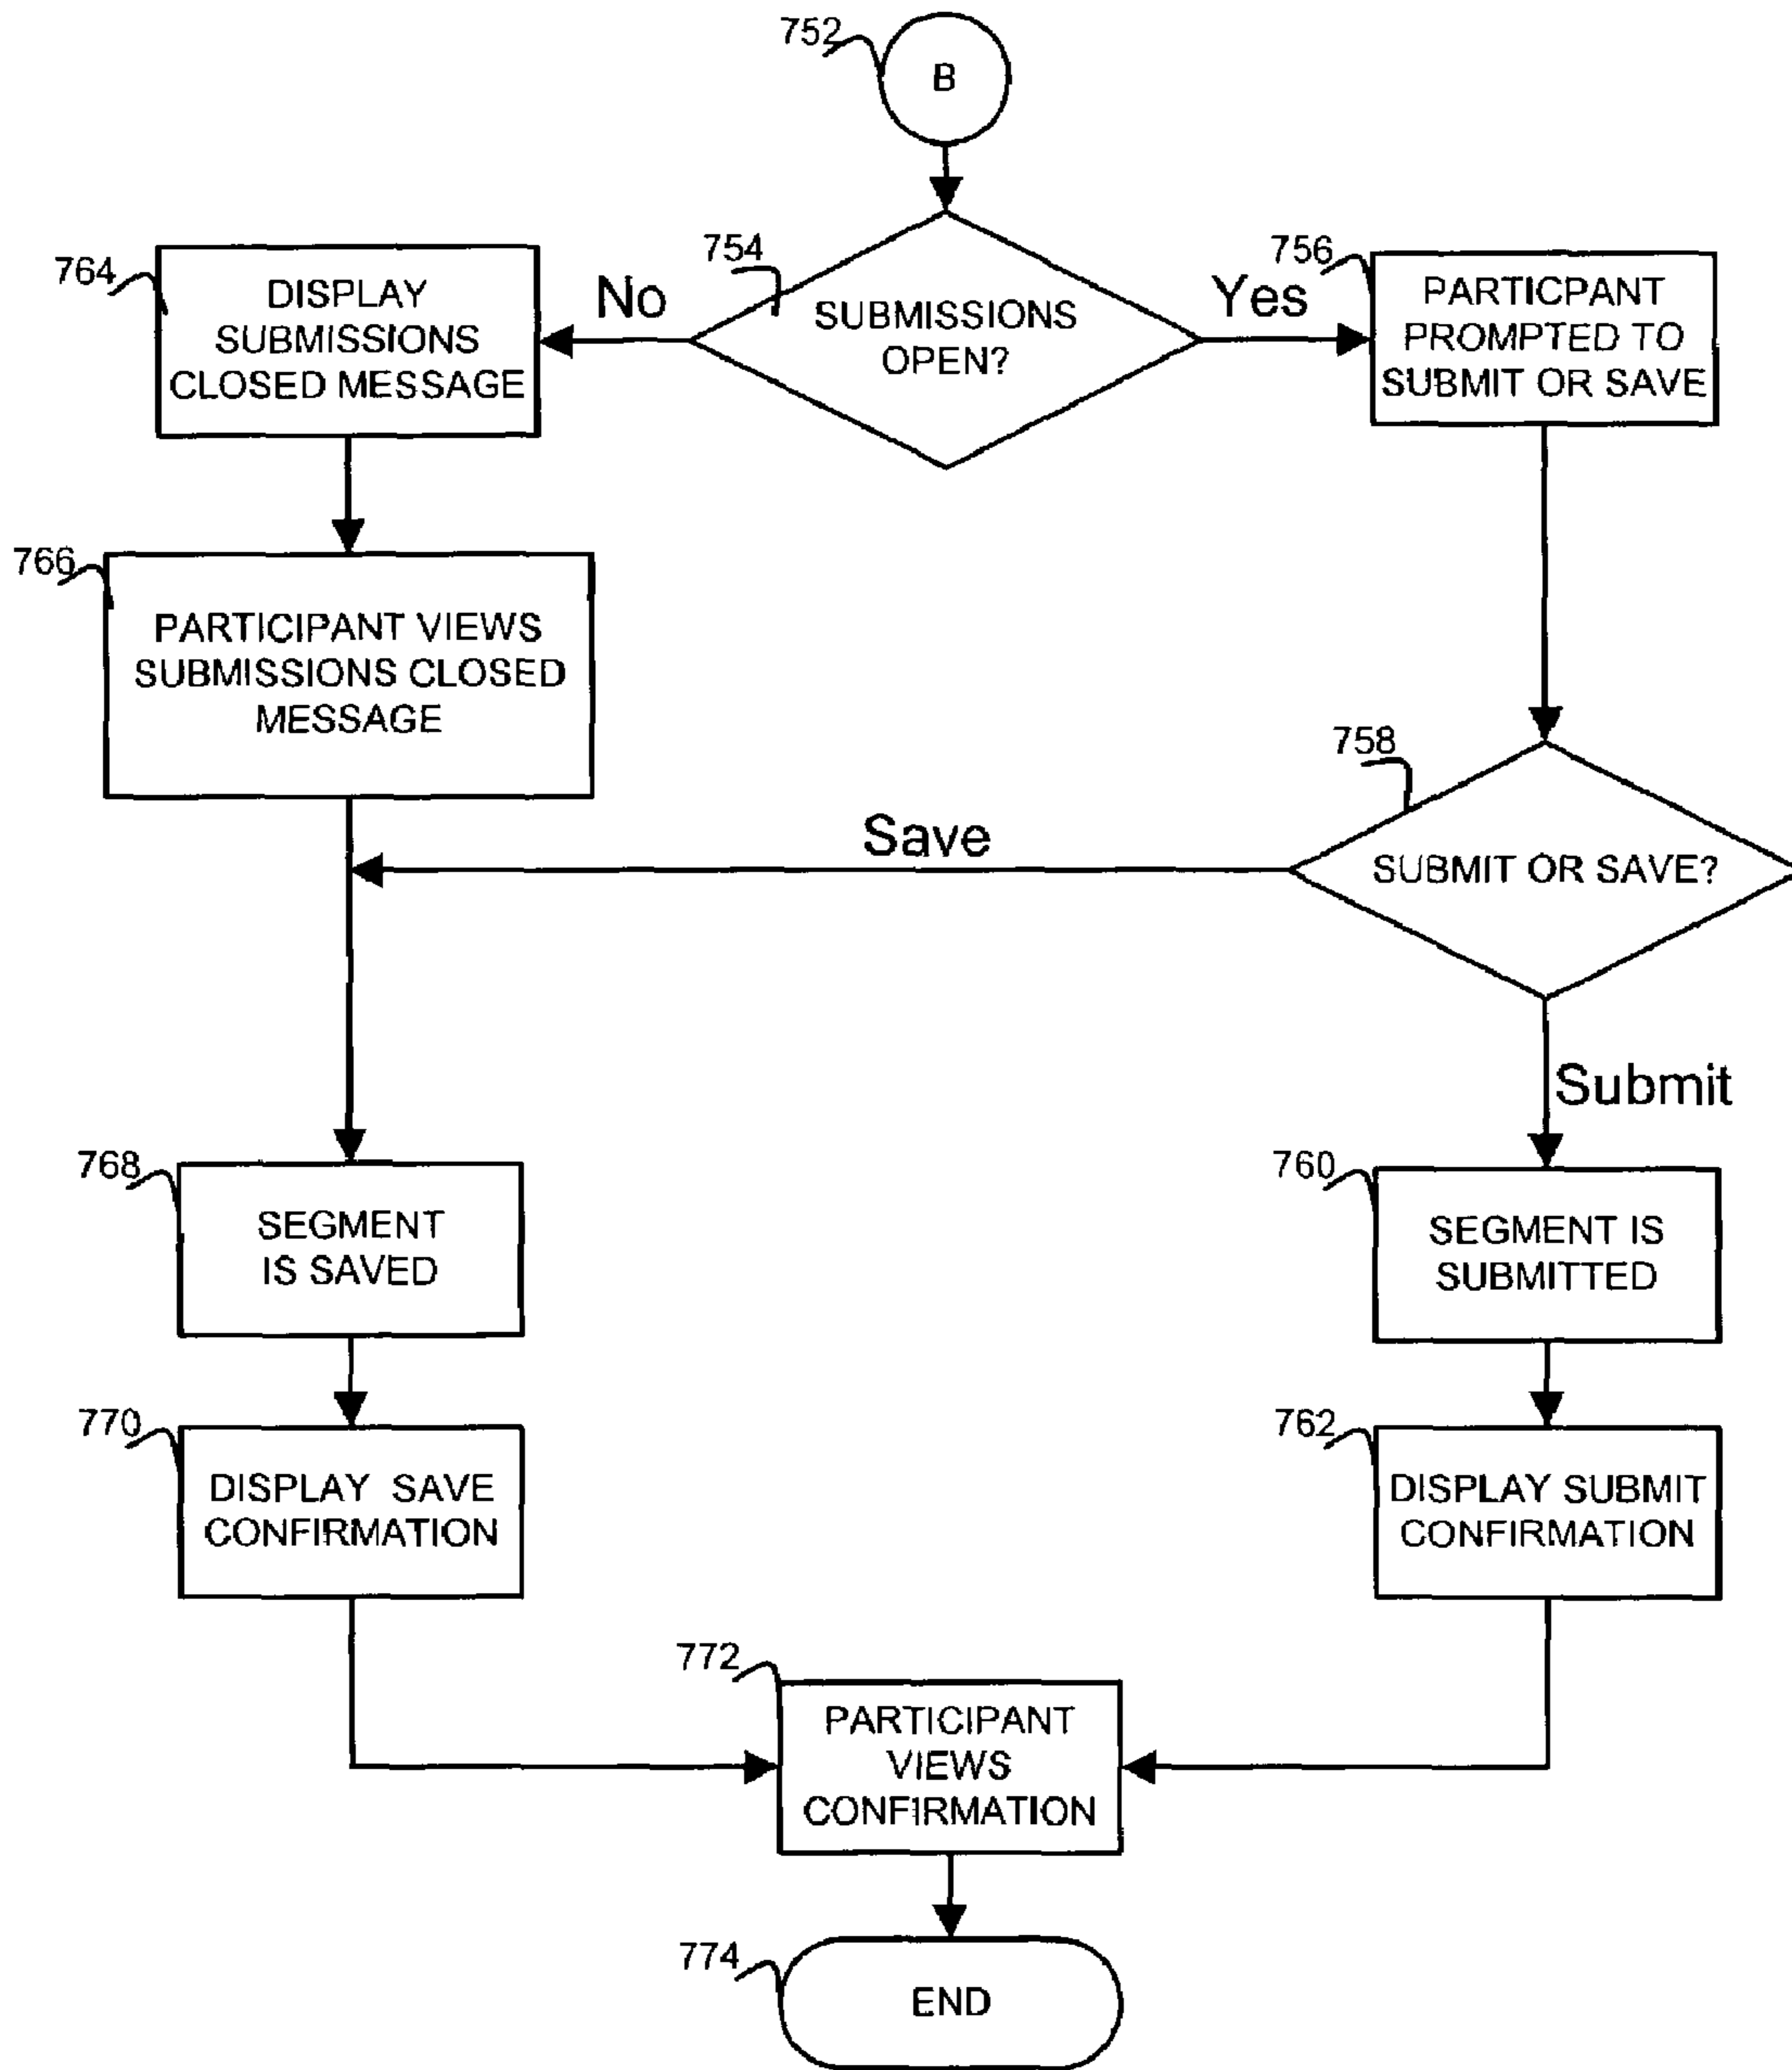 752
B
754
SUBMISSIONS
OPEN?
No
Yes
764
DISPLAY
SUBMISSIONS
CLOSED MESSAGE
756
PARTICPANT
PROMPTED TO
SUBMIT OR SAVE
766
PARTICIPANT VIEWS
SUBMISSIONS CLOSED
MESSAGE
758
SUBMIT OR SAVE?
Save
Submit
768
SEGMENT
IS SAVED
760
SEGMENT IS
SUBMITTED
770
DISPLAY SAVE
CONFIRMATION
762
DISPLAY SUBMIT
CONFIRMATION
772
PARTICIPANT
VIEWS
CONFIRMATION
774
END